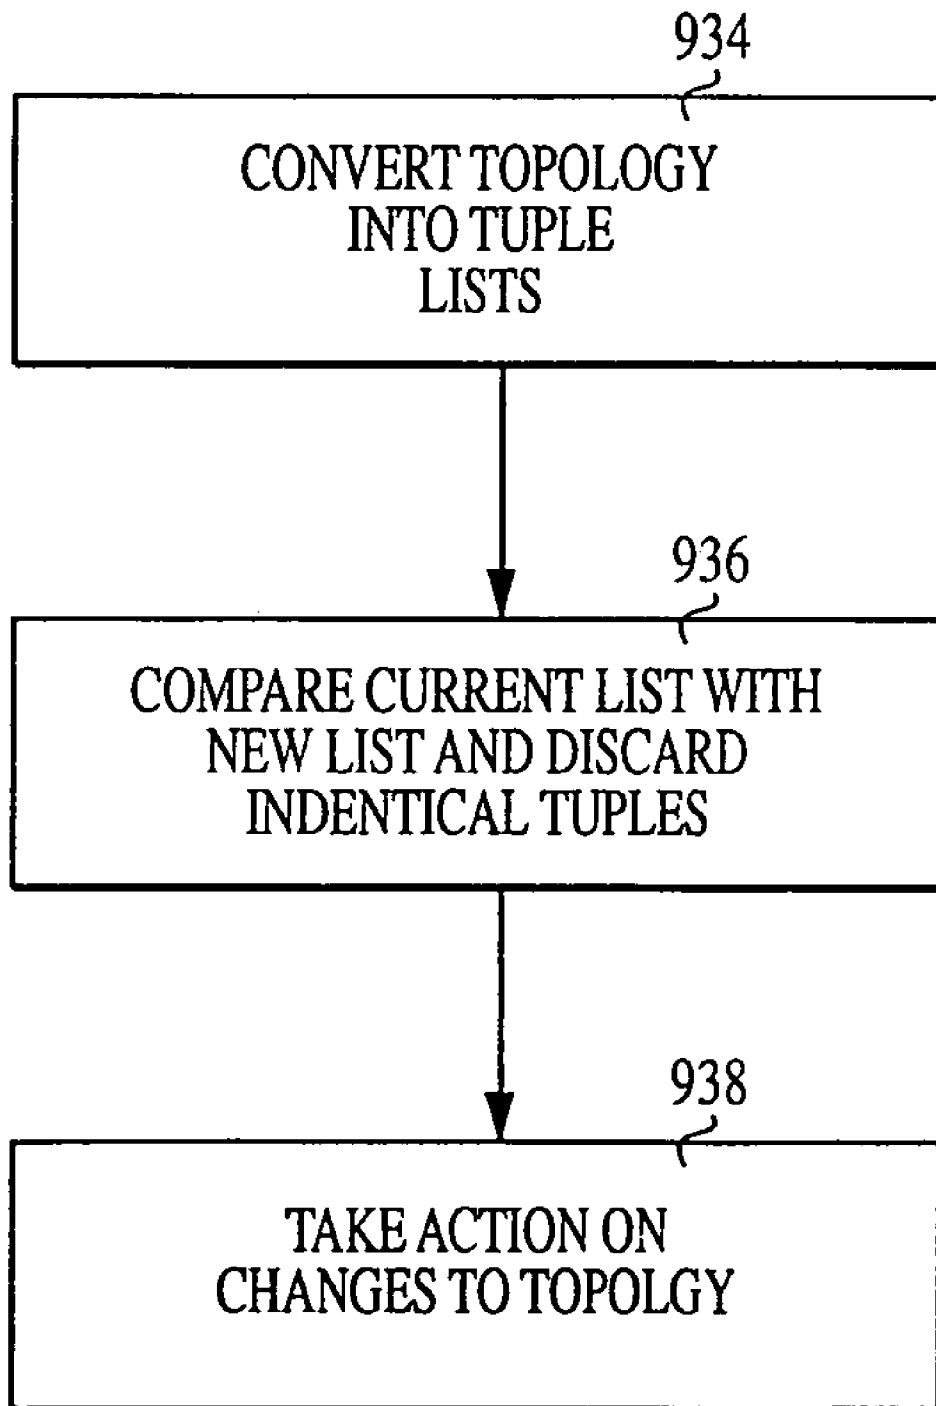 934
CONVERT TOPOLOGY
INTO TUPLE
LISTS
936
COMPARE CURRENT LIST WITH
NEW LIST AND DISCARD
INDENTICAL TUPLES
938
TAKE ACTION ON
CHANGES TO TOPOLGY